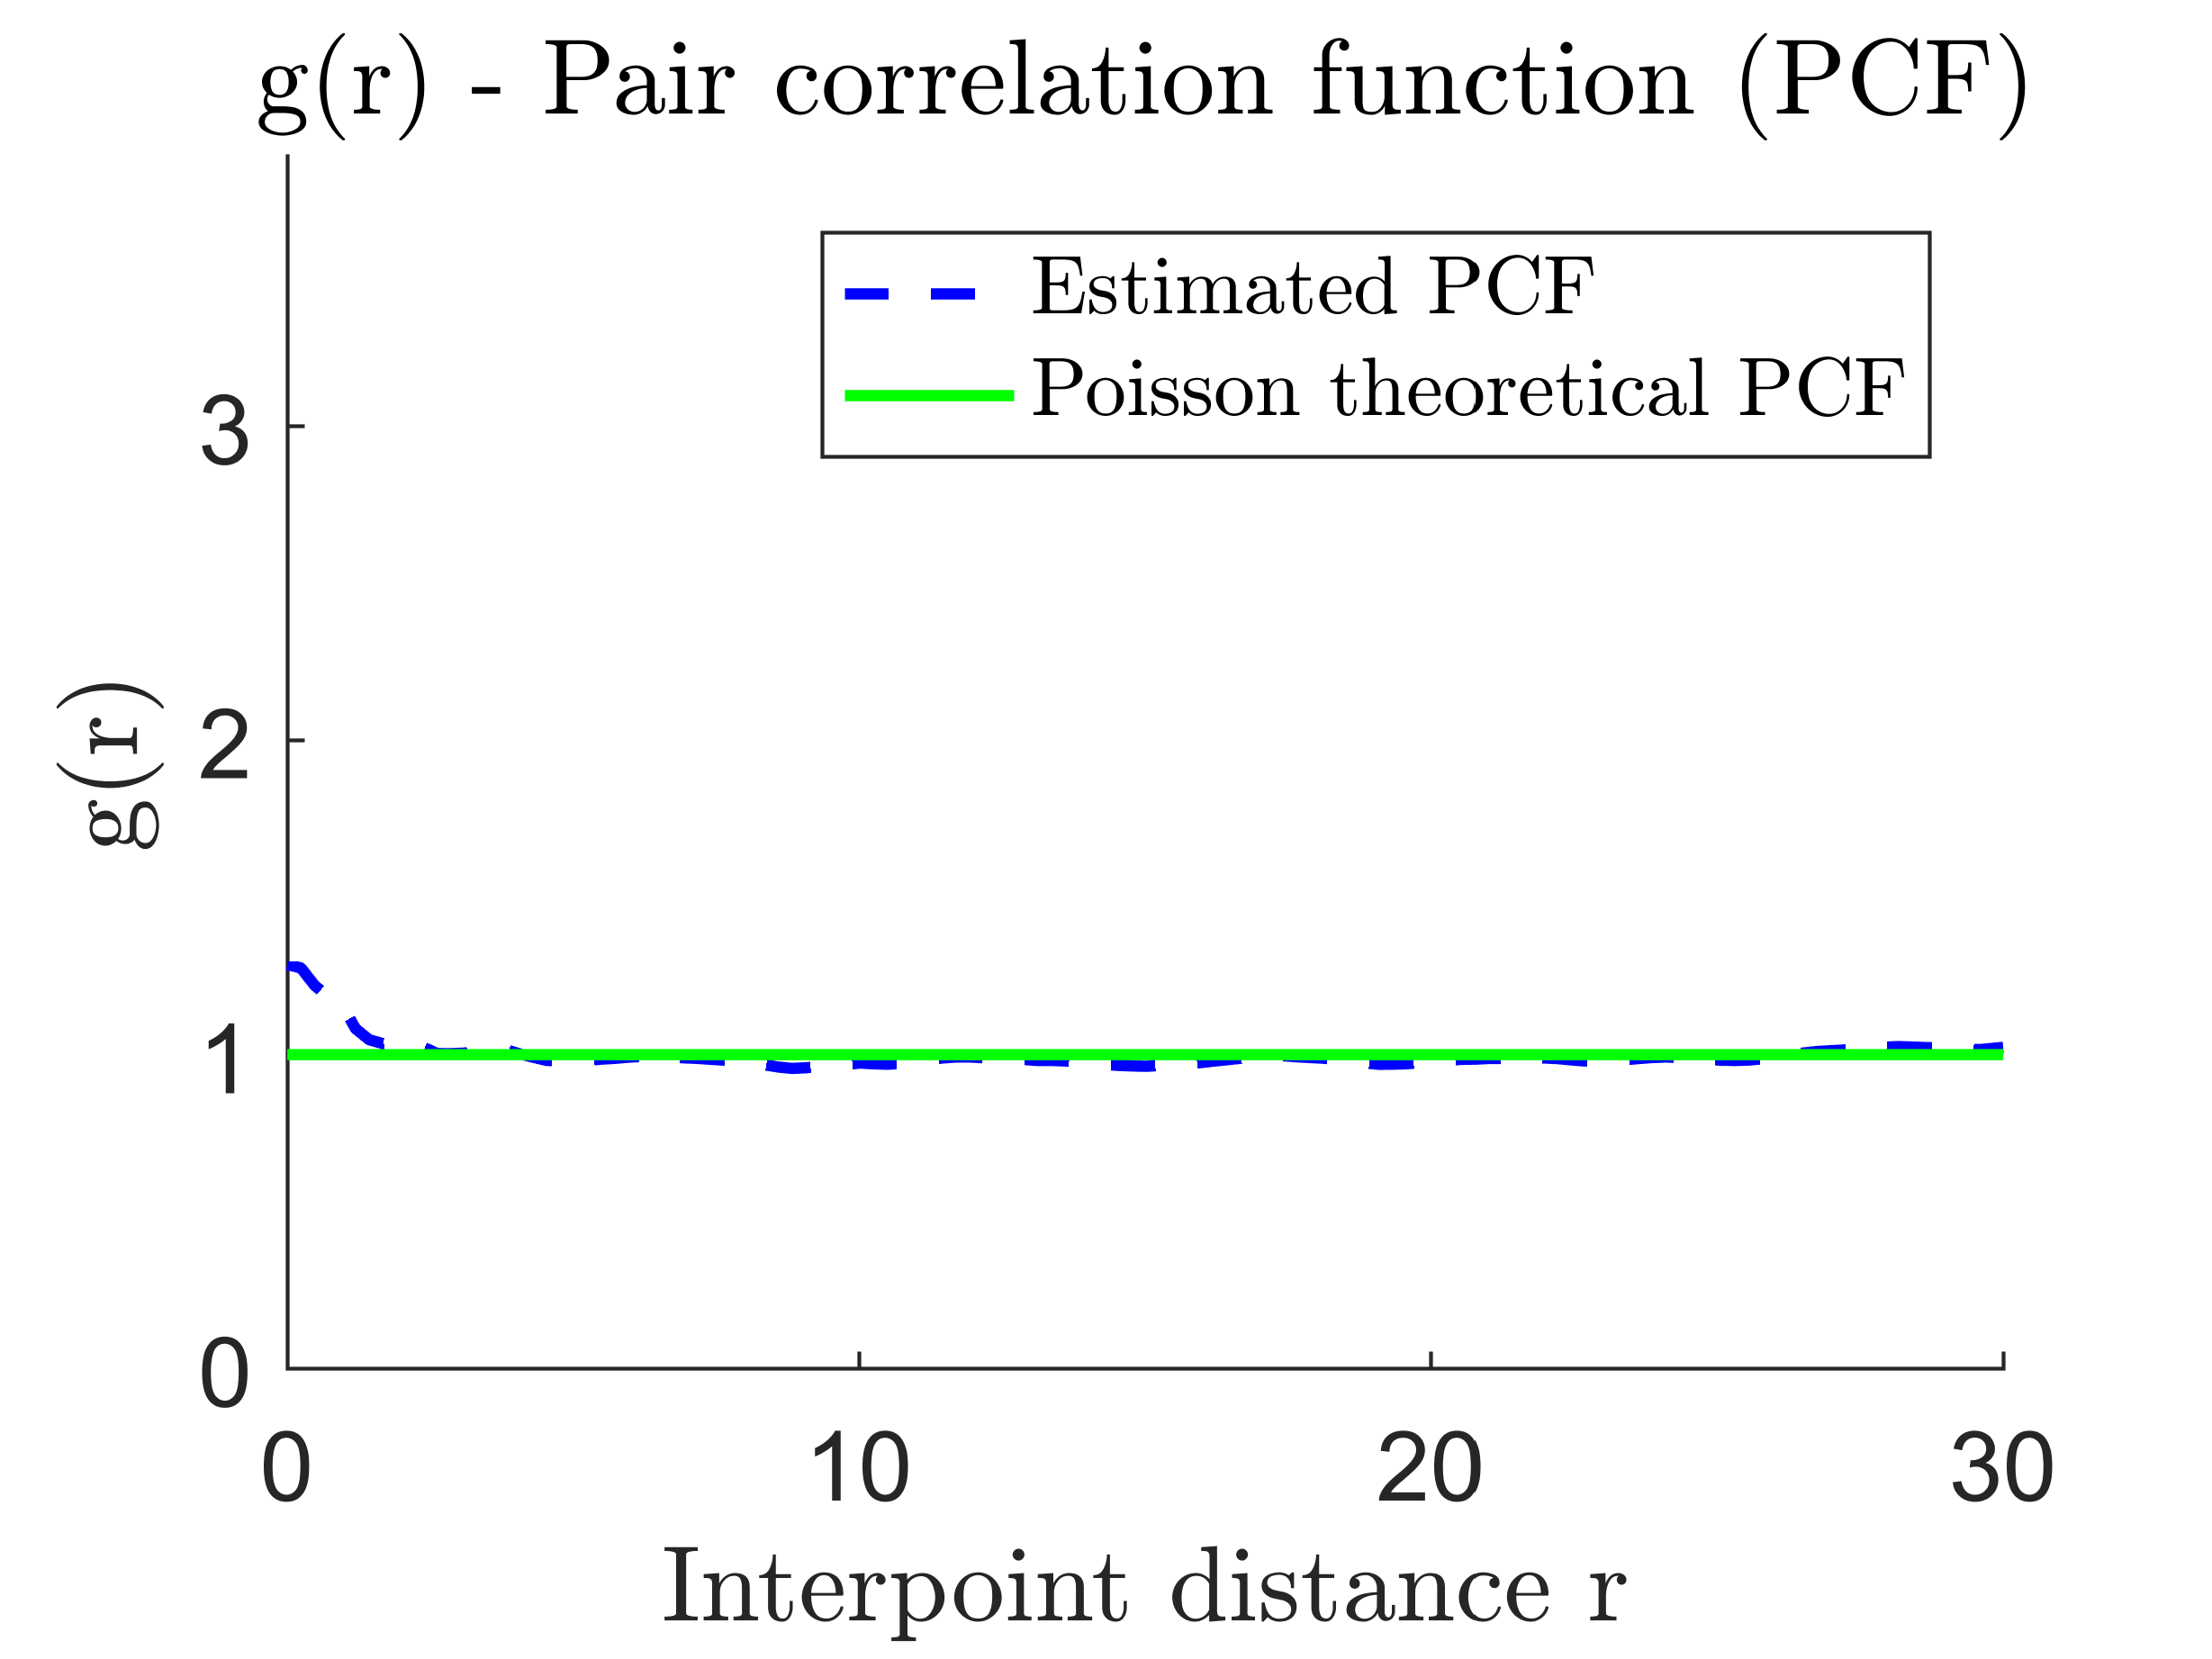 g(r) - Pair correlation function (PCF)
Estimated PCF
Poisson theoretical PCF
3
2
1
0
g(r)
0 10 20 30
Interpoint distance r